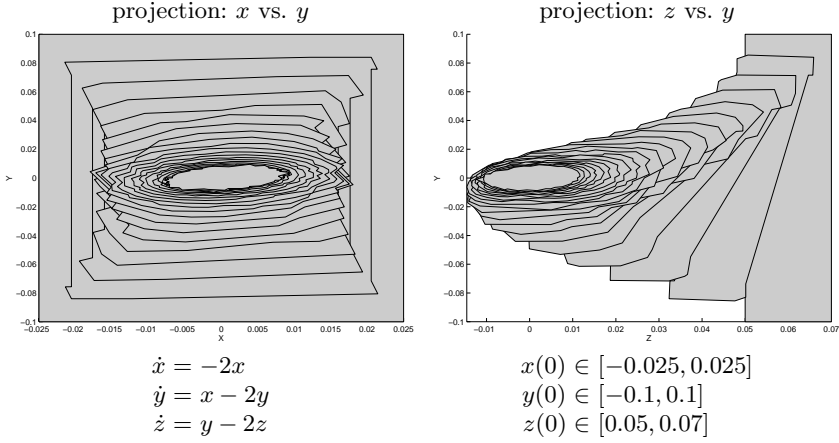 projection: x vs. y
0.1
0.08
0.06
0.04
0.02
0
−0.02
−0.04
−0.06
−0.08
−0.1
Y
−0.025 −0.02 −0.015 −0.01 −0.005 0 0.005 0.01 0.015 0.02 0.025
X
projection: z vs. y
0.1
0.08
0.06
0.04
0.02
0
−0.02
−0.04
−0.06
−0.08
−0.1
Y
−0.01 0 0.01 0.02 0.03 0.04 0.05 0.06 0.07
Z
ẋ = −2x
ẏ = x − 2y
ż = y − 2z
x(0) ∈ [−0.025, 0.025]
y(0) ∈ [−0.1, 0.1]
z(0) ∈ [0.05, 0.07]